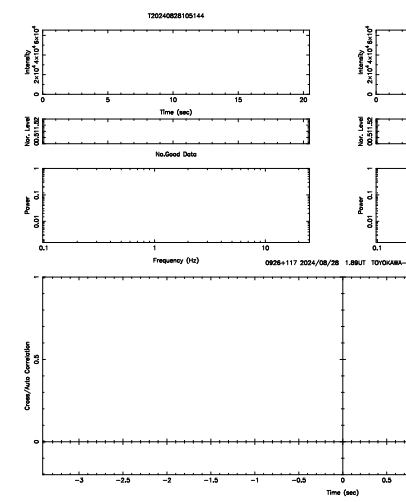 T20240828105144
Intensity
0 2×10⁴ 4×10⁴ 6×10⁴
0 5 10 15 20
Time (sec)
Nor. Level
0 0.5 1 1.5 2
No.Good Data
Power
0.01 0.1 1
0.1 1 10
Frequency (Hz)
Intensity
0 2×10⁴ 4×10⁴ 6×10⁴
0
Nor. Level
0 0.5 1 1.5 2
Power
0.01 0.1 1
0.1
0926+117 2024/08/28 1.89UT TOYOKAWA-
Cross/Auto Correlation
0 0.5 1
-3 -2.5 -2 -1.5 -1 -0.5 0 0.5
Time (sec)